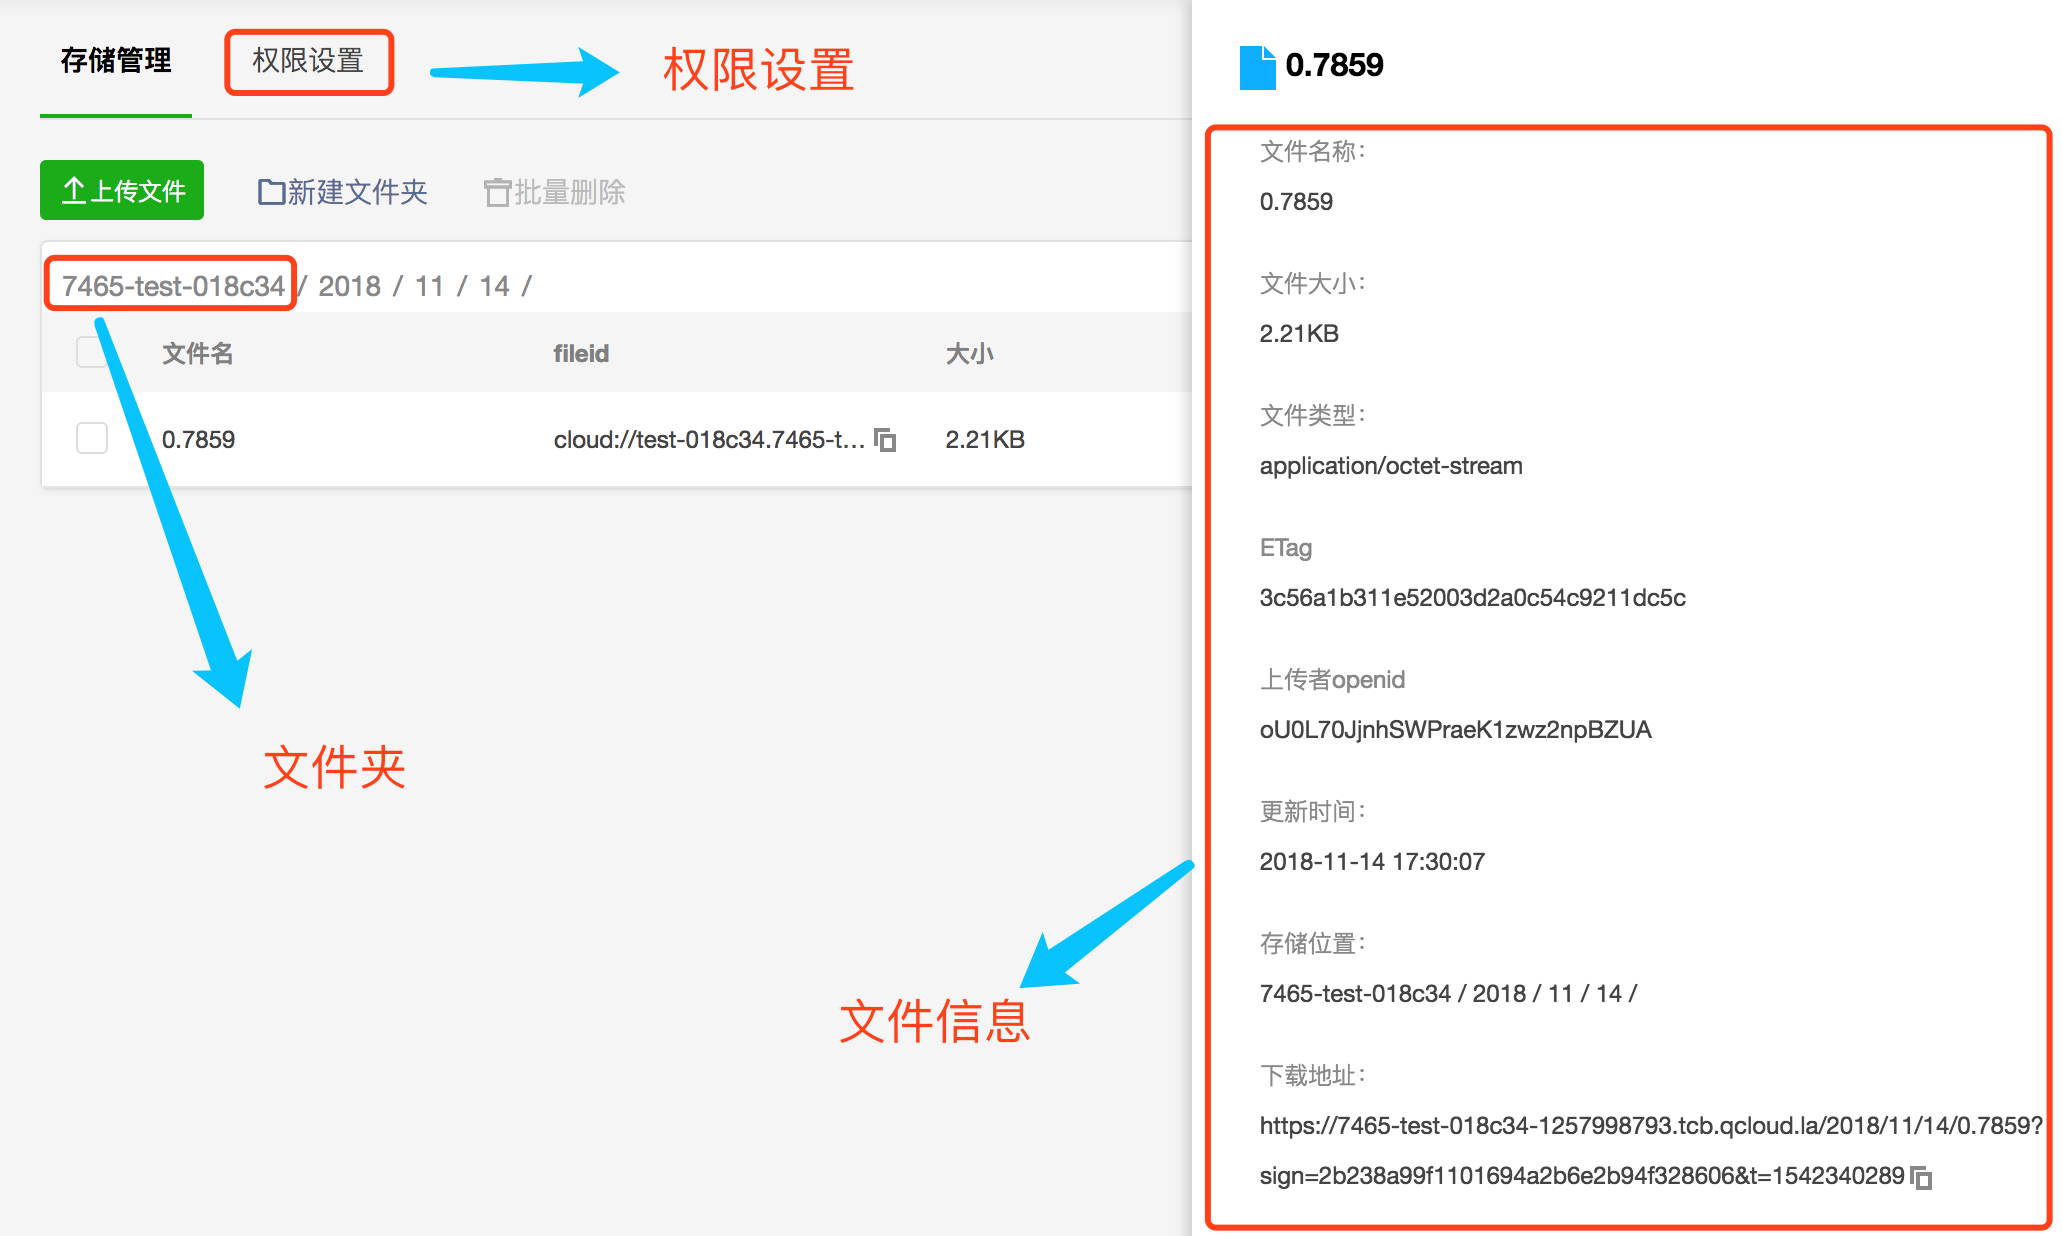 存储管理
权限设置
权限设置
上传文件
新建文件夹
批量删除
7465-test-018c34 / 2018 / 11 / 14 /
文件名 fileid 大小
0.7859 cloud://test-018c34.7465-t... 2.21KB
文件夹
文件信息
0.7859
文件名称：
0.7859
文件大小：
2.21KB
文件类型：
application/octet-stream
ETag
3c56a1b311e52003d2a0c54c9211dc5c
上传者openid
oU0L70JjnhSWPraeK1zwz2npBZUA
更新时间：
2018-11-14 17:30:07
存储位置：
7465-test-018c34 / 2018 / 11 / 14 /
下载地址：
https://7465-test-018c34-1257998793.tcb.qcloud.la/2018/11/14/0.7859?
sign=2b238a99f1101694a2b6e2b94f328606&t=1542340289